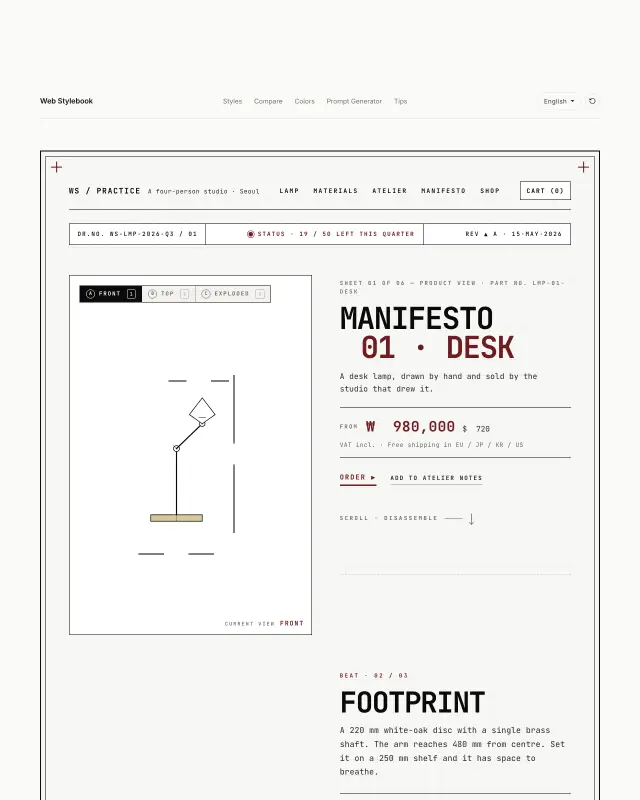 Web Stylebook
Styles Compare Colors Prompt Generator Tips
English
WS / PRACTICE A four-person studio · Seoul
LAMP MATERIALS ATELIER MANIFESTO SHOP
CART (0)
DR.NO. WS-LMP-2026-Q3 / 01
STATUS · 19 / 50 LEFT THIS QUARTER
REV ▲ A · 15·MAY·2026
A FRONT 1
B TOP 2
C EXPLODED 3
CURRENT VIEW FRONT
SHEET 01 OF 06 — PRODUCT VIEW · PART NO. LMP-01-
DESK
MANIFESTO
01 · DESK
A desk lamp, drawn by hand and sold by the
studio that drew it.
FROM ₩ 980,000 $ 720
VAT incl. · Free shipping in EU / JP / KR / US
ORDER ▶ ADD TO ATELIER NOTES
SCROLL · DISASSEMBLE
BEAT · 02 / 03
FOOTPRINT
A 220 mm white-oak disc with a single brass
shaft. The arm reaches 480 mm from centre. Set
it on a 250 mm shelf and it has space to
breathe.